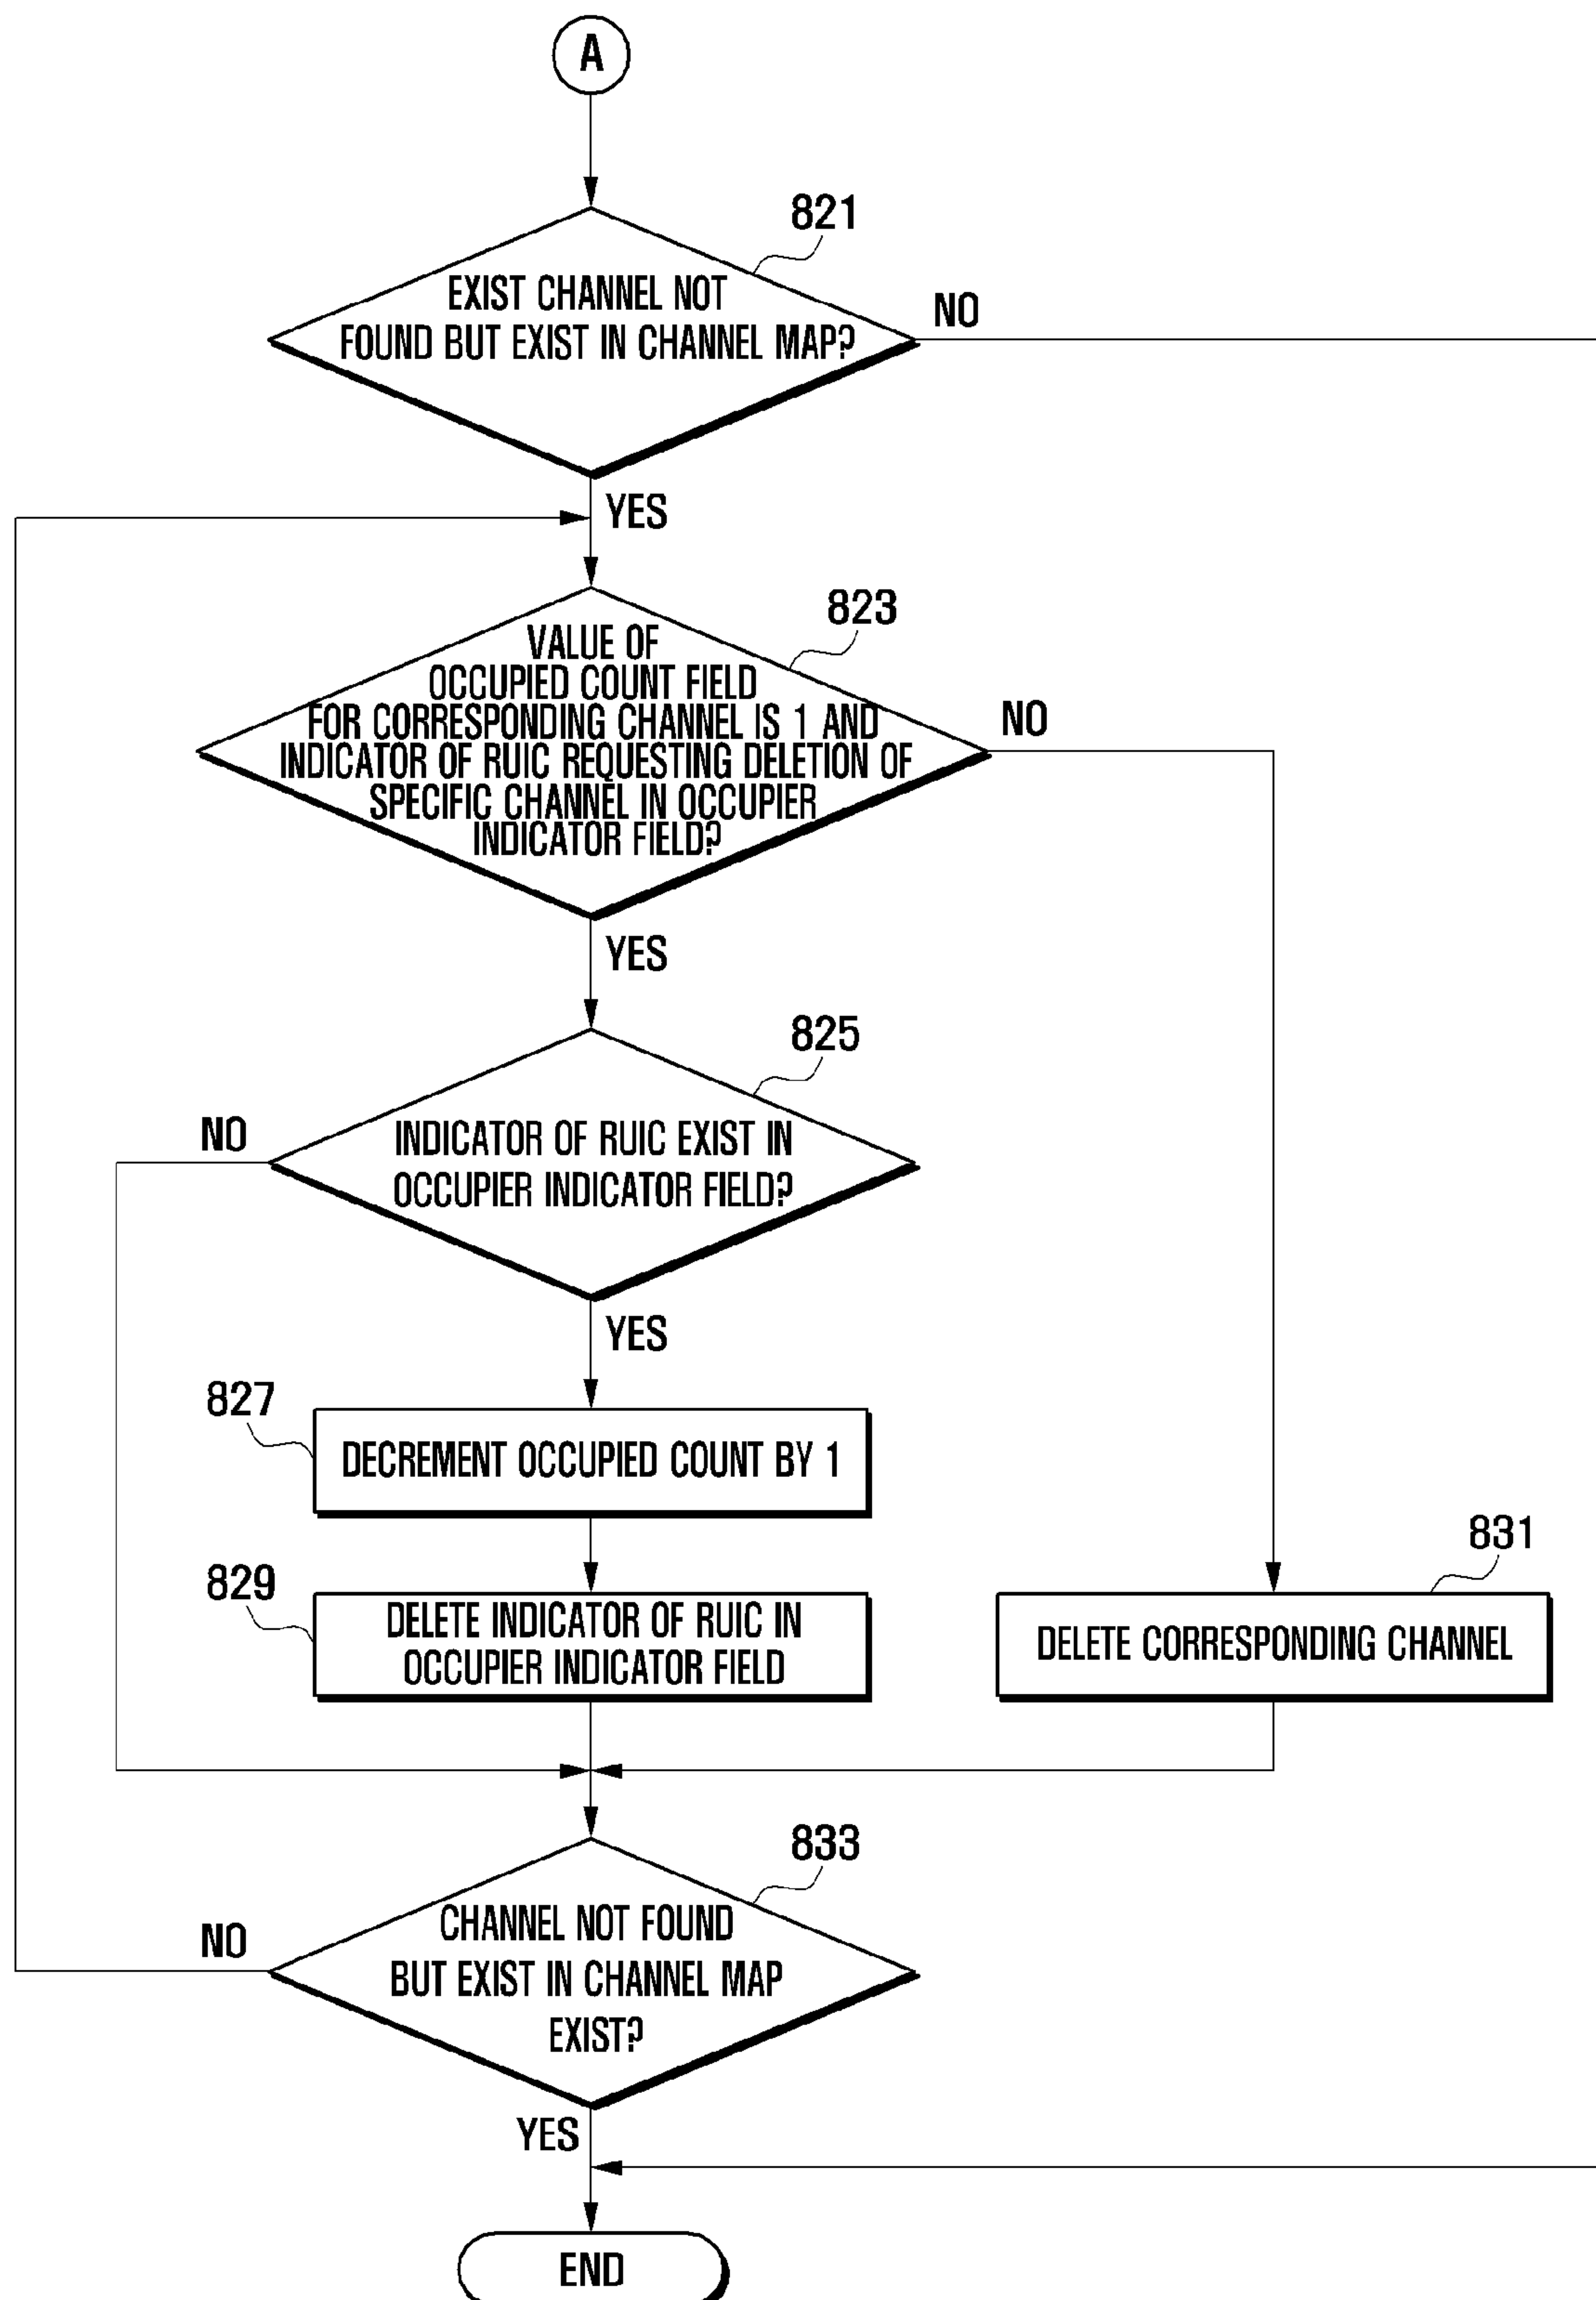 A
821
EXIST CHANNEL NOT
FOUND BUT EXIST IN CHANNEL MAP?
NO
YES
823
VALUE OF
OCCUPIED COUNT FIELD
FOR CORRESPONDING CHANNEL IS 1 AND
INDICATOR OF RUIC REQUESTING DELETION OF
SPECIFIC CHANNEL IN OCCUPIER
INDICATOR FIELD?
NO
YES
825
INDICATOR OF RUIC EXIST IN
OCCUPIER INDICATOR FIELD?
NO
YES
827
DECREMENT OCCUPIED COUNT BY 1
829
DELETE INDICATOR OF RUIC IN
OCCUPIER INDICATOR FIELD
831
DELETE CORRESPONDING CHANNEL
833
CHANNEL NOT FOUND
BUT EXIST IN CHANNEL MAP
EXIST?
NO
YES
END